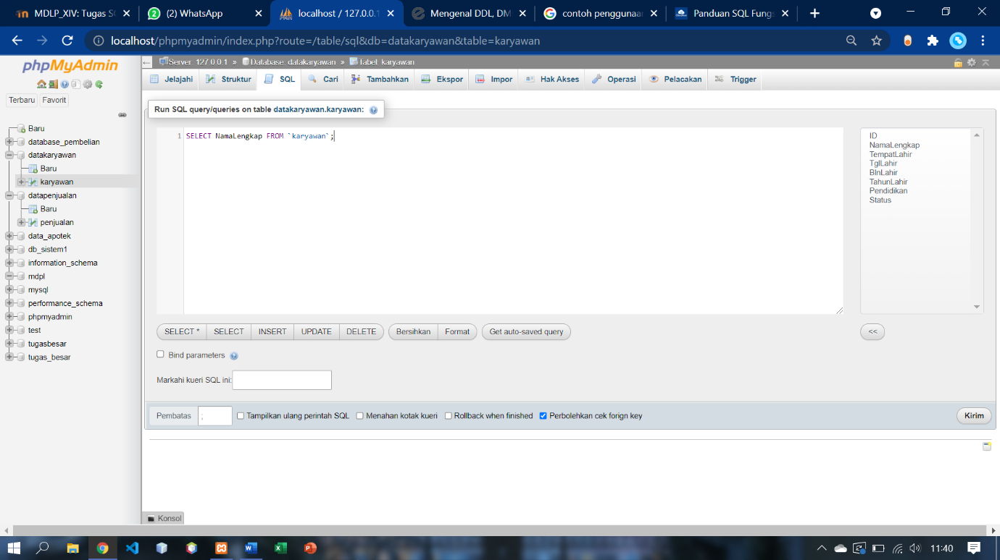 MDLP_XIV: Tugas SC
(2) WhatsApp
localhost / 127.0.0.1
Mengenal DDL, DM
contoh penggunaan
Panduan SQL Fungs
localhost/phpmyadmin/index.php?route=/table/sql&db=datakaryawan&table=karyawan
phpMyAdmin
Terbaru Favorit
Baru
database_pembelian
datakaryawan
Baru
karyawan
datapenjualan
Baru
penjualan
data_apotek
db_sistem1
information_schema
mdpl
mysql
performance_schema
phpmyadmin
test
tugasbesar
tugas_besar
Server: 127.0.0.1 » Database: datakaryawan » Tabel: karyawan
Jelajahi Struktur SQL Cari Tambahkan Ekspor Impor Hak Akses Operasi Pelacakan Trigger
Run SQL query/queries on table datakaryawan.karyawan:
1 SELECT NamaLengkap FROM `karyawan`;
ID
NamaLengkap
TempatLahir
TglLahir
BlnLahir
TahunLahir
Pendidikan
Status
SELECT * SELECT INSERT UPDATE DELETE Bersihkan Format Get auto-saved query <<
Bind parameters
Markahi kueri SQL ini:
Pembatas ; Tampilkan ulang perintah SQL Menahan kotak kueri Rollback when finished Perbolehkan cek forign key Kirim
Konsol
11:40